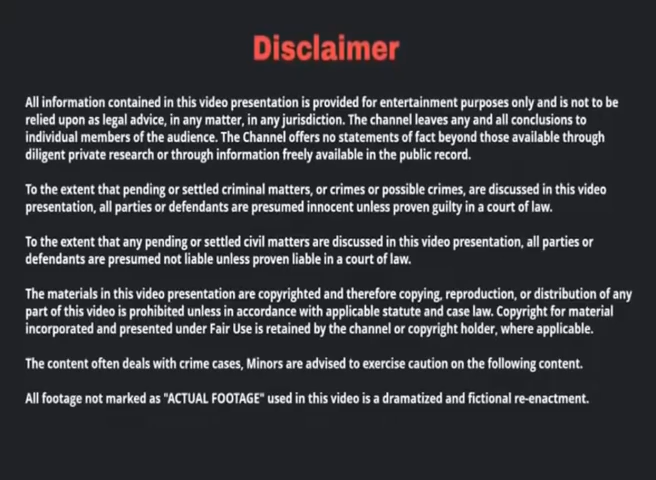 Disclaimer
All information contained in this video presentation is provided for entertainment purposes only and is not to be
relied upon as legal advice, in any matter, in any jurisdiction. The channel leaves any and all conclusions to
individual members of the audience. The Channel offers no statements of fact beyond those available through
diligent private research or through information freely available in the public record.
To the extent that pending or settled criminal matters, or crimes or possible crimes, are discussed in this video
presentation, all parties or defendants are presumed innocent unless proven guilty in a court of law.
To the extent that any pending or settled civil matters are discussed in this video presentation, all parties or
defendants are presumed not liable unless proven liable in a court of law.
The materials in this video presentation are copyrighted and therefore copying, reproduction, or distribution of any
part of this video is prohibited unless in accordance with applicable statute and case law. Copyright for material
incorporated and presented under Fair Use is retained by the channel or copyright holder, where applicable.
The content often deals with crime cases, Minors are advised to exercise caution on the following content.
All footage not marked as "ACTUAL FOOTAGE" used in this video is a dramatized and fictional re-enactment.